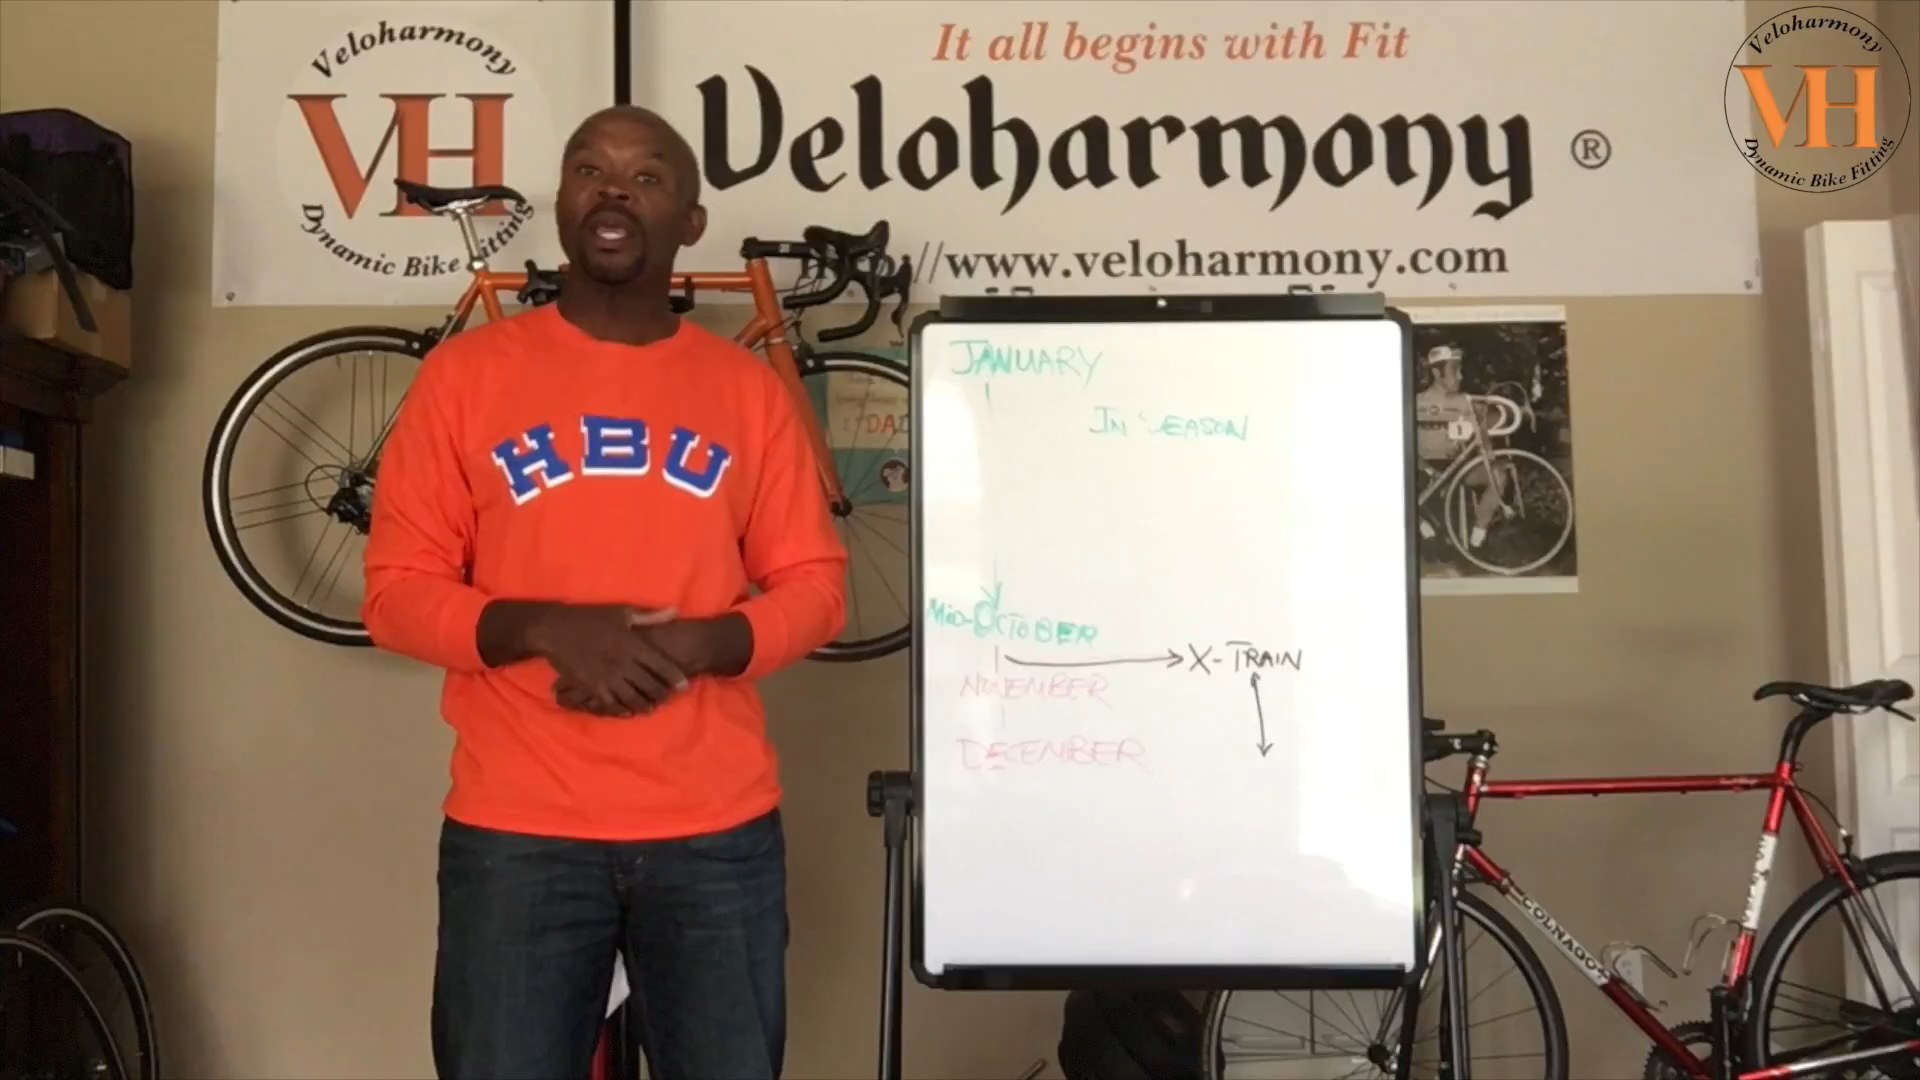 Veloharmony
VH
Dynamic Bike Fitting
It all begins with Fit
Veloharmony ®
www.veloharmony.com
Veloharmony
VH
Dynamic Bike Fitting
HBU
JANUARY
IN SEASON
MID-OCTOBER
X-TRAIN
NOVEMBER
DECEMBER
COLNAGO